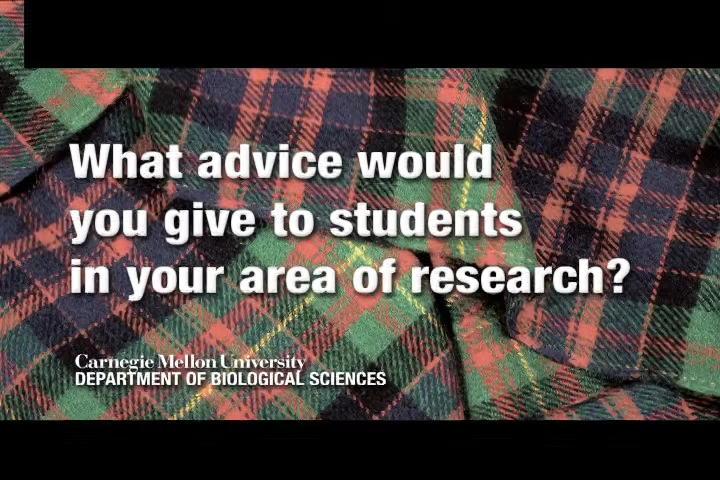 What advice would
you give to students
in your area of research?
Carnegie Mellon University
DEPARTMENT OF BIOLOGICAL SCIENCES